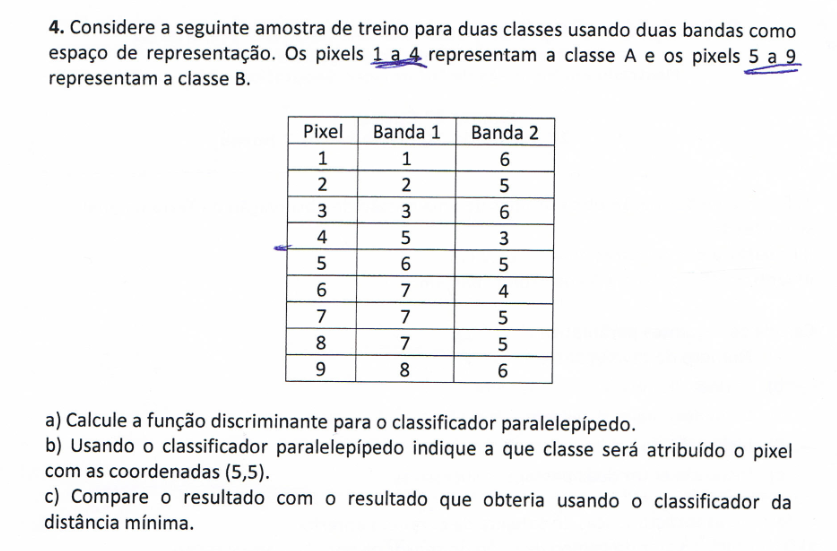 4. Considere a seguinte amostra de treino para duas classes usando duas bandas como
espaço de representação. Os pixels 1 a 4 representam a classe A e os pixels 5 a 9
representam a classe B.
Pixel Banda 1 Banda 2
1 1 6
2 2 5
3 3 6
4 5 3
5 6 5
6 7 4
7 7 5
8 7 5
9 8 6
a) Calcule a função discriminante para o classificador paralelepípedo.
b) Usando o classificador paralelepípedo indique a que classe será atribuído o pixel
com as coordenadas (5,5).
c) Compare o resultado com o resultado que obteria usando o classificador da
distância mínima.